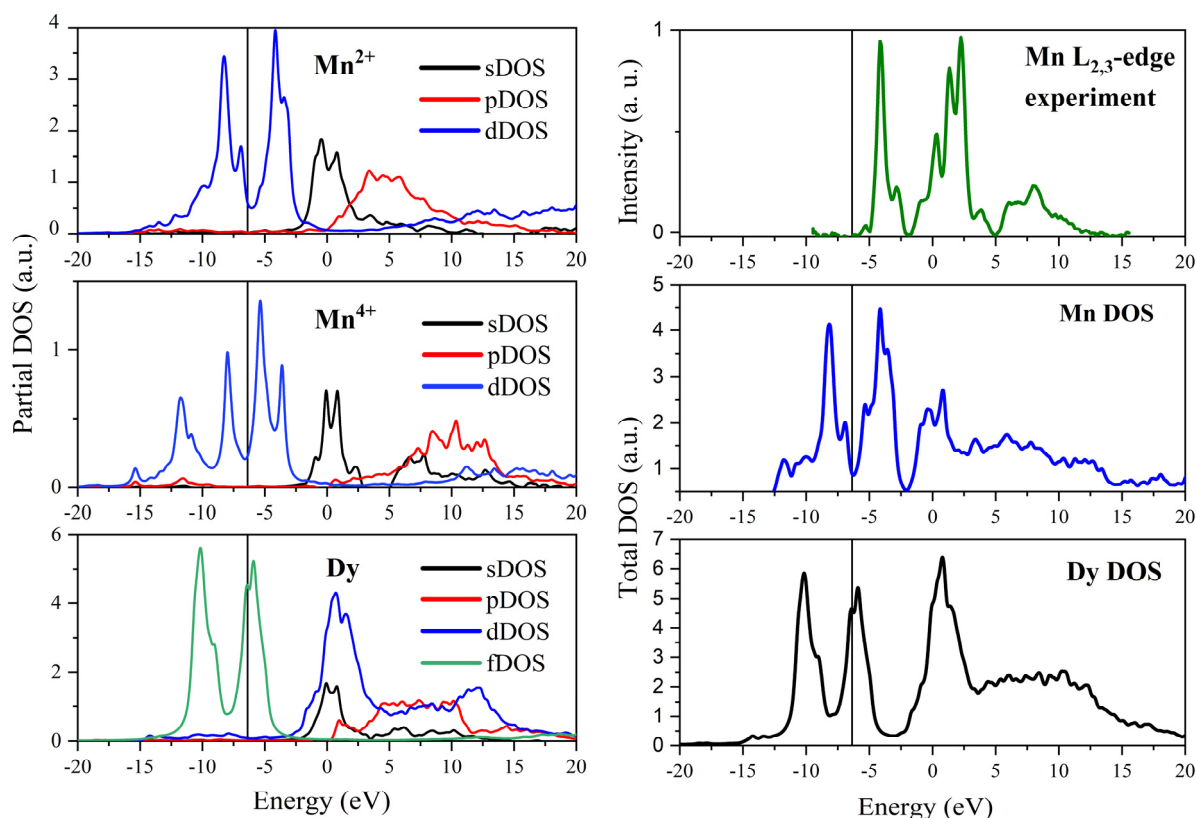 Partial DOS (a.u.)
4
3
2
1
0
Mn2+
sDOS
pDOS
dDOS
-20 -15 -10 -5 0 5 10 15 20
1
0
Mn4+
sDOS
pDOS
dDOS
-20 -15 -10 -5 0 5 10 15 20
6
4
2
0
Dy
sDOS
pDOS
dDOS
fDOS
-20 -15 -10 -5 0 5 10 15 20
Energy (eV)
Intensity (a. u.)
1
0
Mn L2,3-edge
experiment
-20 -15 -10 -5 0 5 10 15 20
Total DOS (a.u.)
5
4
3
2
1
Mn DOS
-20 -15 -10 -5 0 5 10 15 20
7
6
5
4
3
2
1
0
Dy DOS
-20 -15 -10 -5 0 5 10 15 20
Energy (eV)